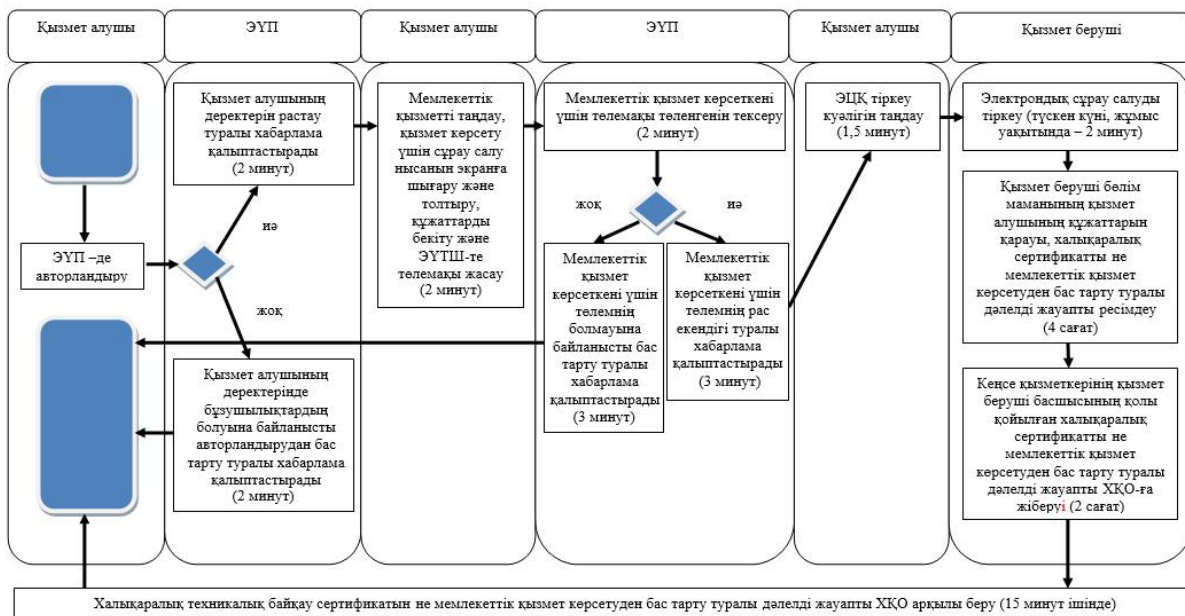 Қызмет алушы
ЭҮП
Қызмет алушы
ЭҮП
Қызмет алушы
Қызмет беруші
ЭҮП –де
авторландыру
Қызмет алушының
деректерін растау
туралы хабарлама
қалыптастырады
(2 минут)
иә
жоқ
Қызмет алушының
деректерінде
бұзушылықтардың
болуына байланысты
авторландырудан бас
тарту туралы хабарлама
қалыптастырады
(2 минут)
Мемлекеттік
қызметті таңдау,
қызмет көрсету
үшін сұрау салу
нысанын экранға
шығару және
толтыру,
құжаттарды
бекіту және
ЭҮТШ-те
төлемақы жасау
(2 минут)
Мемлекеттік қызмет көрсеткені
үшін төлемақы төленгенін тексеру
(2 минут)
жоқ
иә
Мемлекеттік
қызмет
көрсеткені үшін
төлемнің
болмауына
байланысты бас
тарту туралы
хабарлама
қалыптастырады
(3 минут)
Мемлекеттік
қызмет
көрсеткені үшін
төлемнің рас
екендігі туралы
хабарлама
қалыптастырады
(3 минут)
ЭЦҚ тіркеу
куәлігін таңдау
(1,5 минут)
Электрондық сұрау салуды
тіркеу (түскен күні, жұмыс
уақытында – 2 минут)
Қызмет беруші бөлім
маманының қызмет
алушының құжаттарын
қарауы, халықаралық
сертификатты не
мемлекеттік қызмет
көрсетуден бас тарту туралы
дәлелді жауапты ресімдеу
(4 сағат)
Кеңсе қызметкерінің қызмет
беруші басшысының қолы
қойылған халықаралық
сертификатты не
мемлекеттік қызмет
көрсетуден бас тарту туралы
дәлелді жауапты ХҚО-ға
жіберуі (2 сағат)
Халықаралық техникалық байқау сертификатын не мемлекеттік қызмет көрсетуден бас тарту туралы дәлелді жауапты ХҚО арқылы беру (15 минут ішінде)